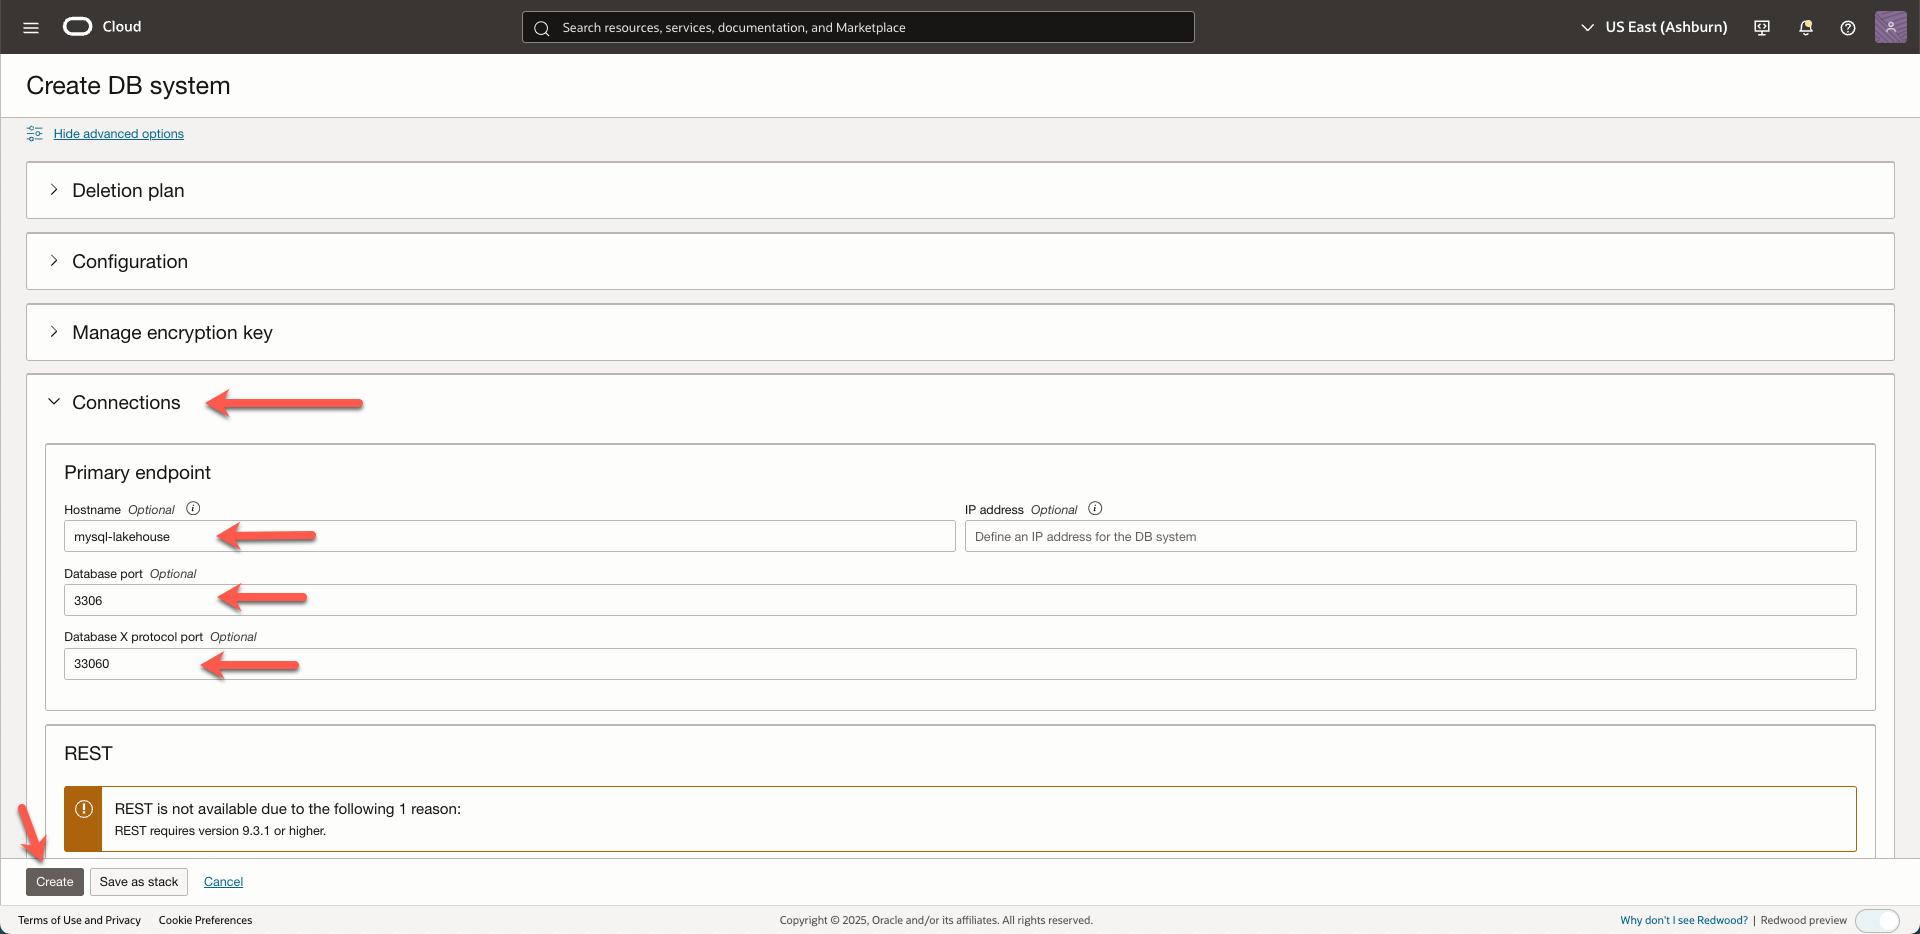 Cloud
Search resources, services, documentation, and Marketplace
US East (Ashburn)
Create DB system
Hide advanced options
Deletion plan
Configuration
Manage encryption key
Connections
Primary endpoint
Hostname Optional
IP address Optional
mysql-lakehouse
Define an IP address for the DB system
Database port Optional
3306
Database X protocol port Optional
33060
REST
REST is not available due to the following 1 reason:
REST requires version 9.3.1 or higher.
Create
Save as stack
Cancel
Terms of Use and Privacy
Cookie Preferences
Copyright © 2025, Oracle and/or its affiliates. All rights reserved.
Why don't I see Redwood? | Redwood preview